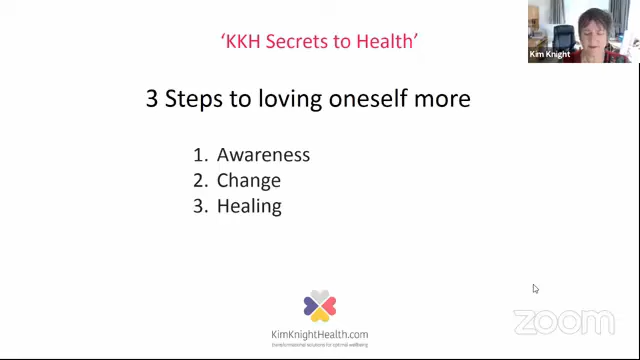 'KKH Secrets to Health'
Kim Knight
3 Steps to loving oneself more
1. Awareness
2. Change
3. Healing
KimKnightHealth.com
transformational solutions for optimal wellbeing
zoom